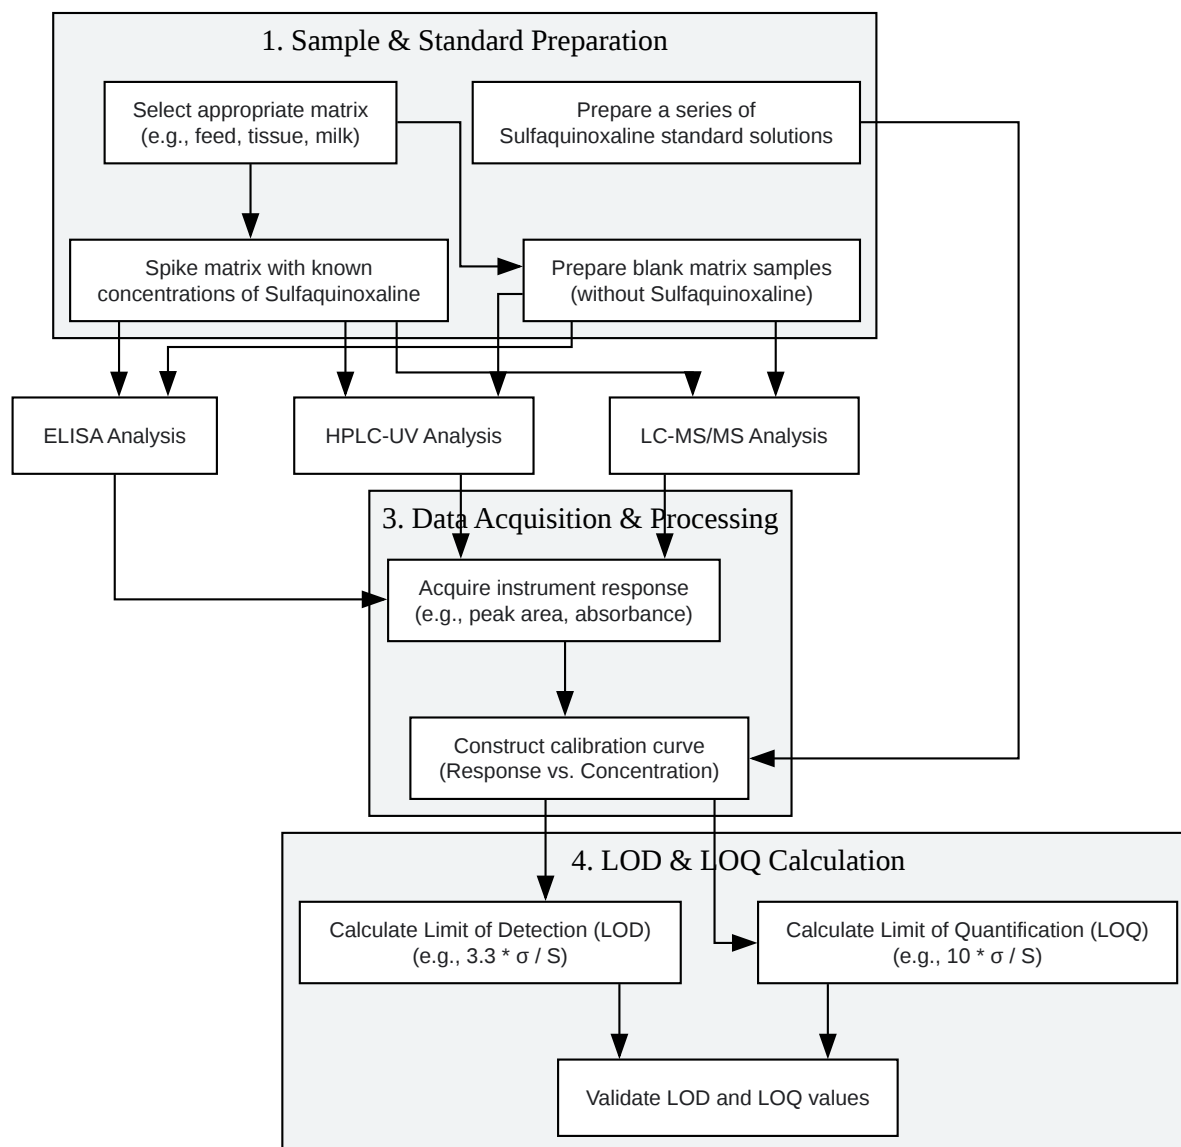 1. Sample & Standard Preparation
Select appropriate matrix
(e.g., feed, tissue, milk)
Prepare a series of
Sulfaquinoxaline standard solutions
Spike matrix with known
concentrations of Sulfaquinoxaline
Prepare blank matrix samples
(without Sulfaquinoxaline)
ELISA Analysis
HPLC-UV Analysis
LC-MS/MS Analysis
3. Data Acquisition & Processing
Acquire instrument response
(e.g., peak area, absorbance)
Construct calibration curve
(Response vs. Concentration)
4. LOD & LOQ Calculation
Calculate Limit of Detection (LOD)
(e.g., 3.3 * σ / S)
Calculate Limit of Quantification (LOQ)
(e.g., 10 * σ / S)
Validate LOD and LOQ values